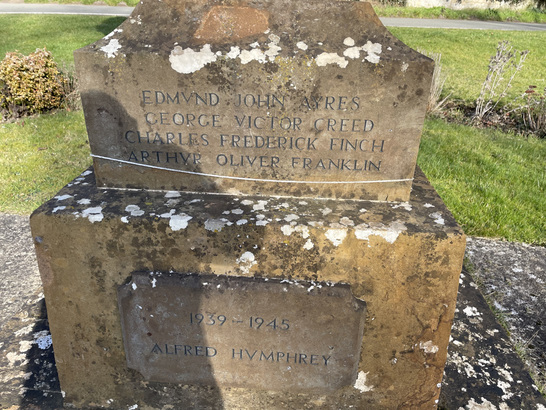 EDMVND JOHN AYRES
GEORGE VICTOR CREED
CHARLES FREDERICK FINCH
ARTHVR OLIVER FRANKLIN
1939-1945
ALFRED HVMPHREY